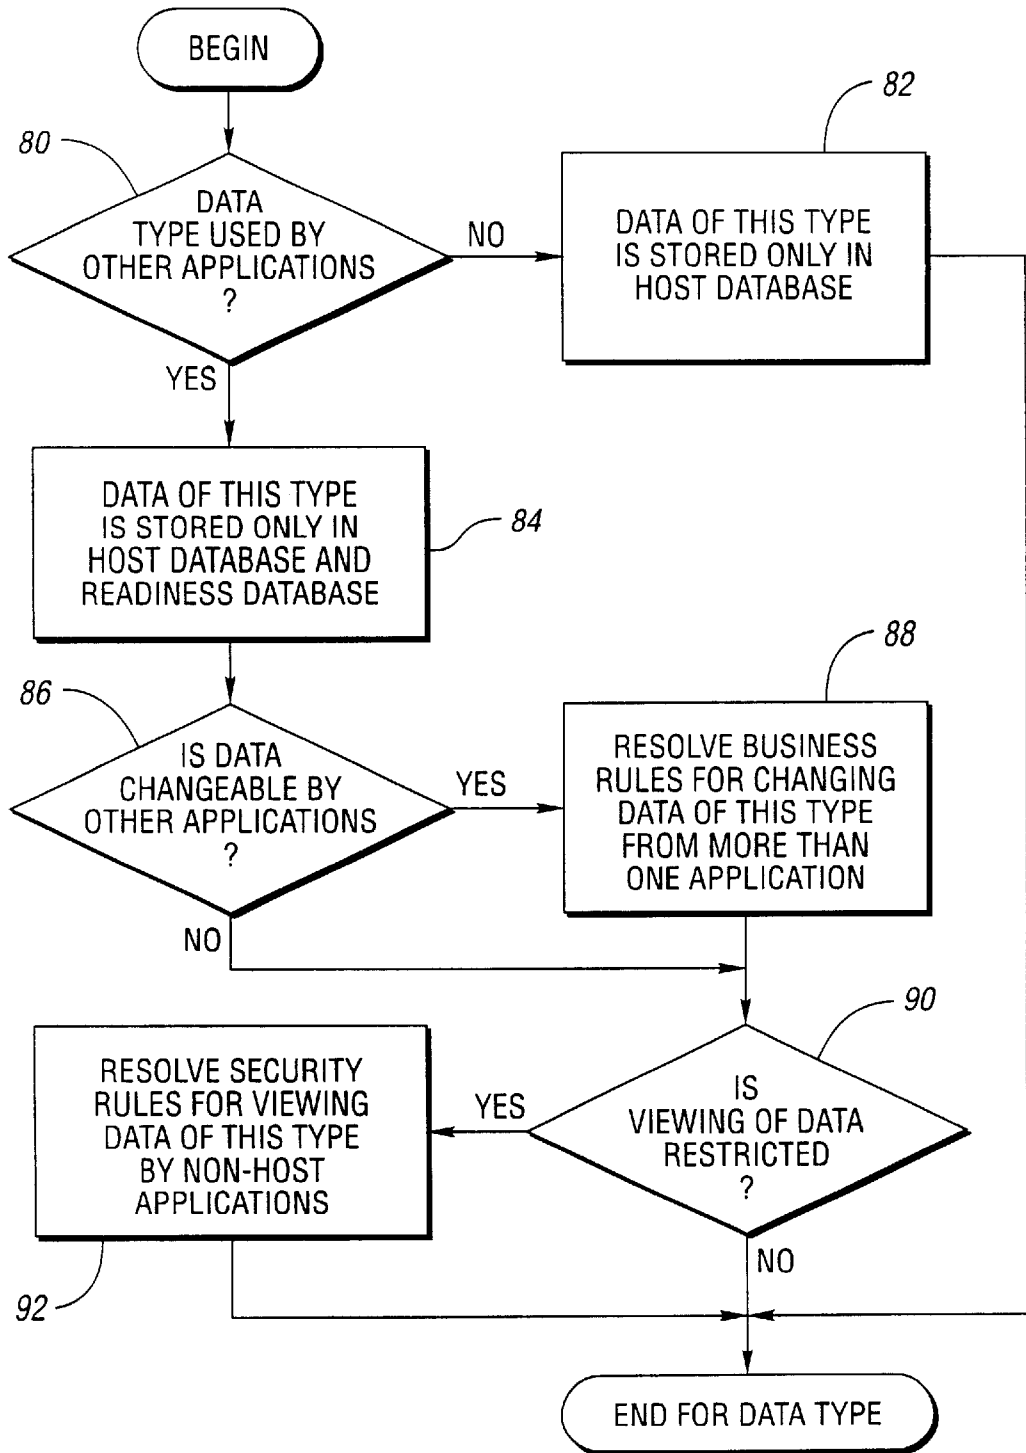 BEGIN
82
80
DATA
TYPE USED BY
OTHER APPLICATIONS
?
NO
DATA OF THIS TYPE
IS STORED ONLY IN
HOST DATABASE
YES
DATA OF THIS TYPE
IS STORED ONLY IN
HOST DATABASE AND
READINESS DATABASE
84
86
IS DATA
CHANGEABLE BY
OTHER APPLICATIONS
?
YES
88
RESOLVE BUSINESS
RULES FOR CHANGING
DATA OF THIS TYPE
FROM MORE THAN
ONE APPLICATION
NO
90
IS
VIEWING OF DATA
RESTRICTED
?
YES
RESOLVE SECURITY
RULES FOR VIEWING
DATA OF THIS TYPE
BY NON-HOST
APPLICATIONS
92
NO
END FOR DATA TYPE